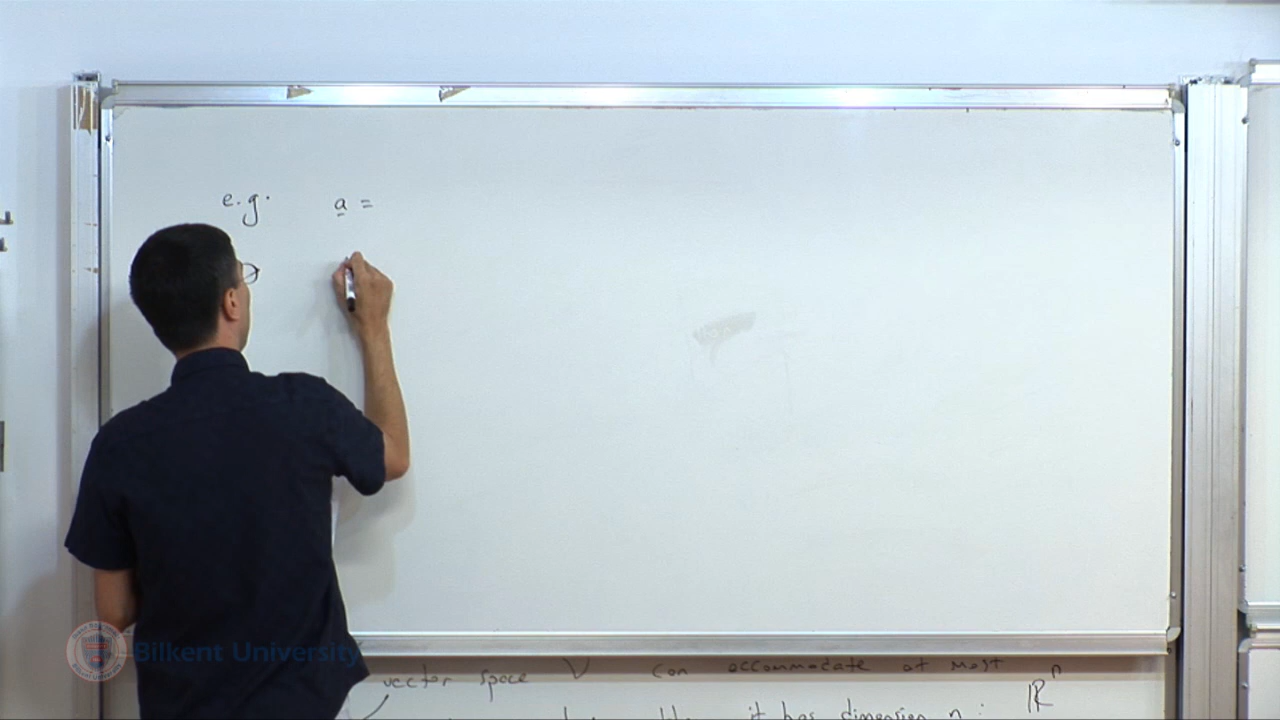 e.g. a =
Bilkent University
vector space V can accommodate at most
it has dimension n : ℝⁿ